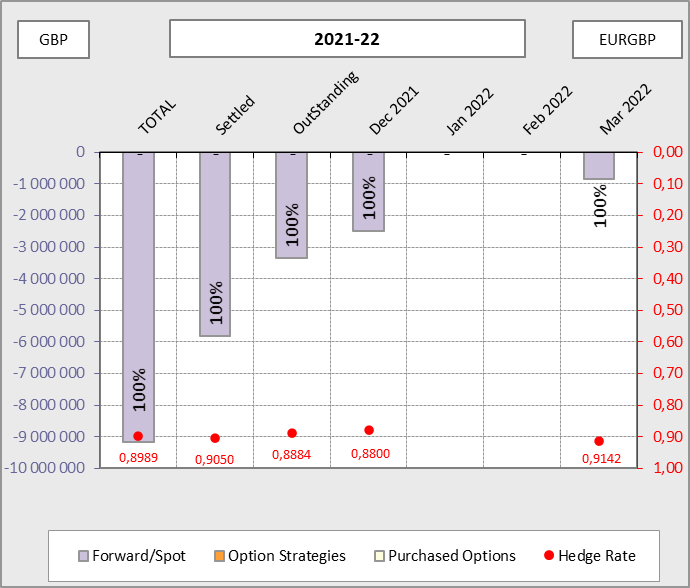 GBP
2021-22
EURGBP
TOTAL
Settled
OutStanding
Dec 2021
Jan 2022
Feb 2022
Mar 2022
0 0,00
-1 000 000 0,10
-2 000 000 0,20
-3 000 000 0,30
-4 000 000 0,40
-5 000 000 0,50
-6 000 000 0,60
-7 000 000 0,70
-8 000 000 0,80
-9 000 000 0,90
-10 000 000 1,00
100%
100%
100%
100%
100%
0,8989
0,9050
0,8884
0,8800
0,9142
Forward/Spot Option Strategies Purchased Options Hedge Rate